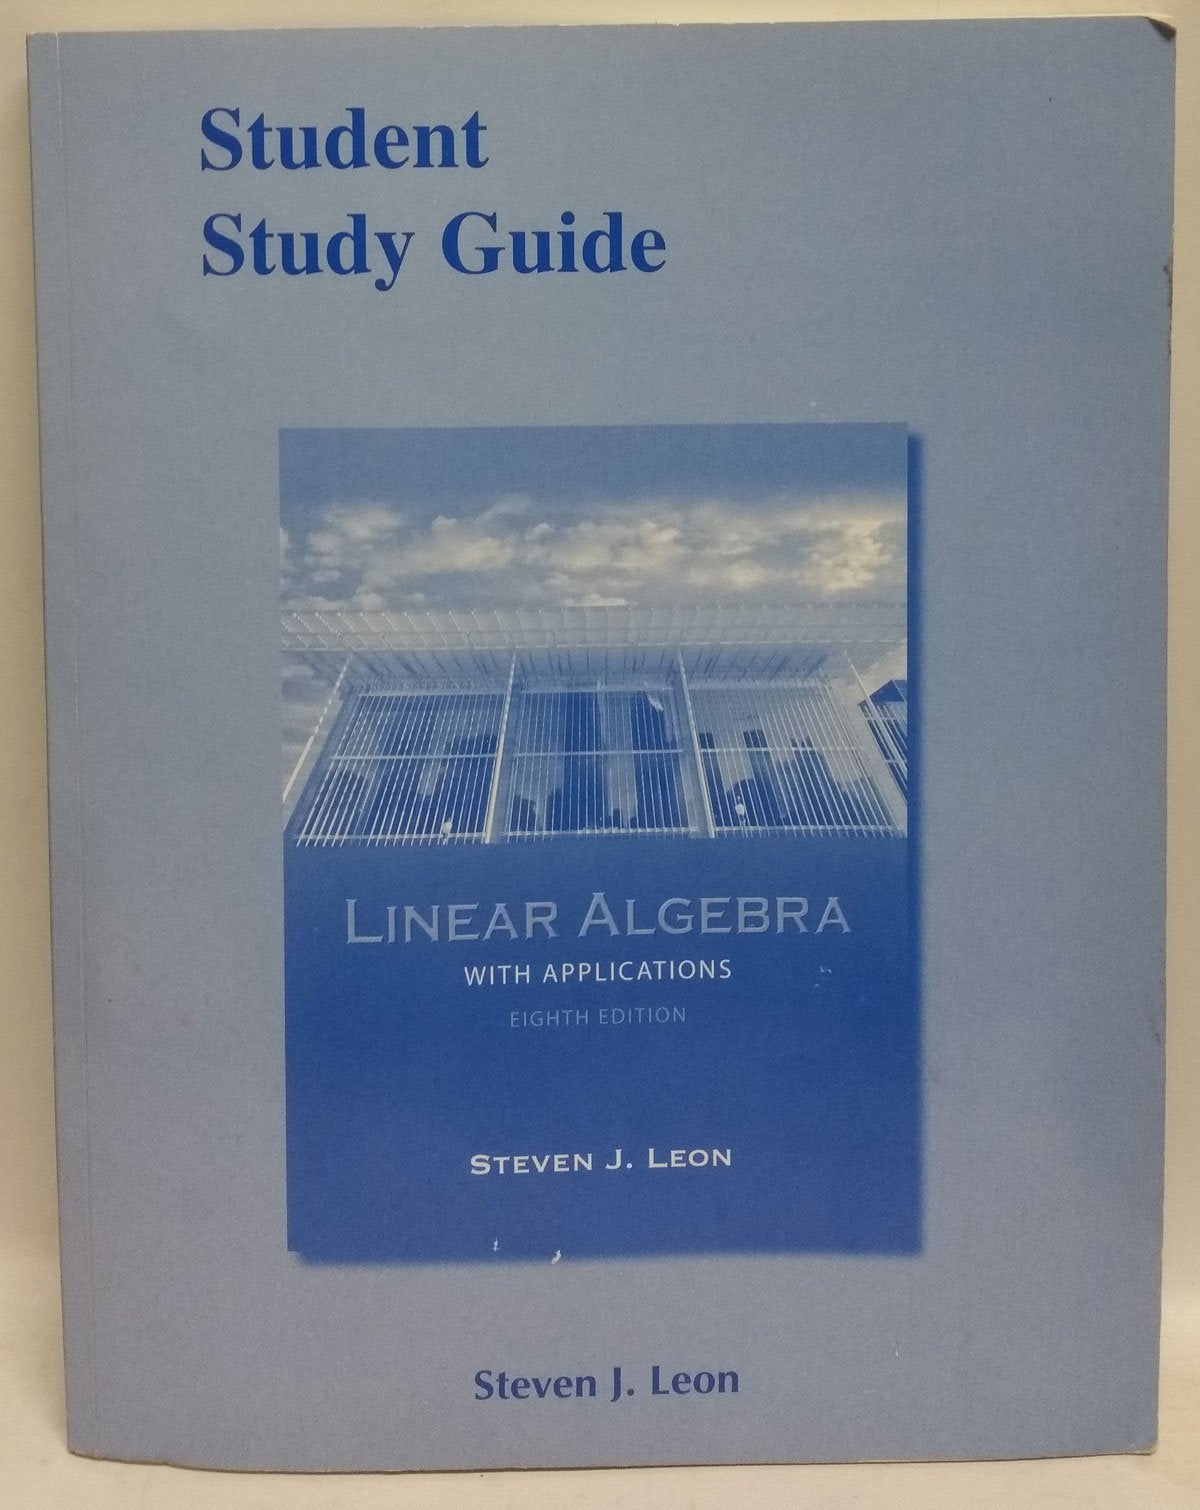 Student
Study Guide
LINEAR ALGEBRA
WITH APPLICATIONS
EIGHTH EDITION
STEVEN J. LEON
Steven J. Leon